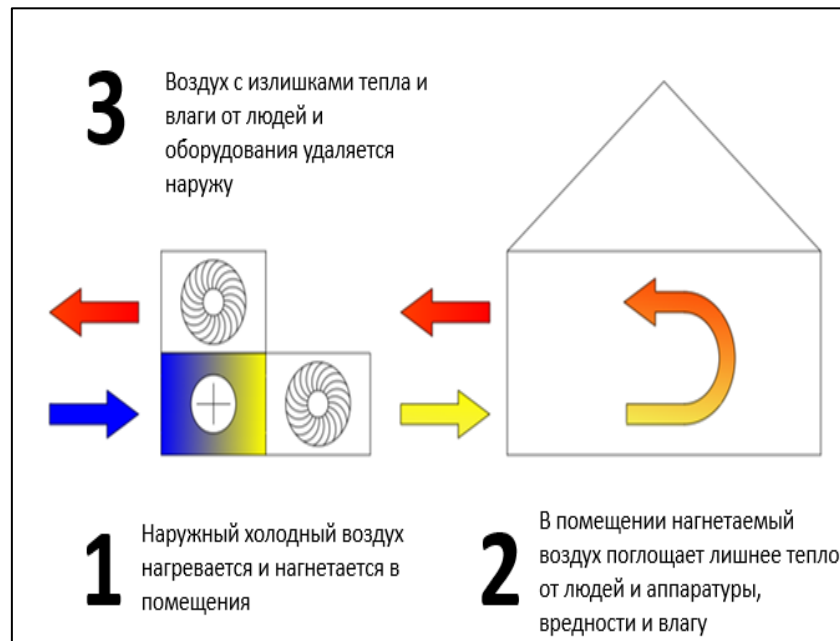 3
Воздух с излишками тепла и
влаги от людей и
оборудования удаляется
наружу
1
Наружный холодный воздух
нагревается и нагнетается в
помещения
2
В помещении нагнетаемый
воздух поглощает лишнее тепло
от людей и аппаратуры,
вредности и влагу